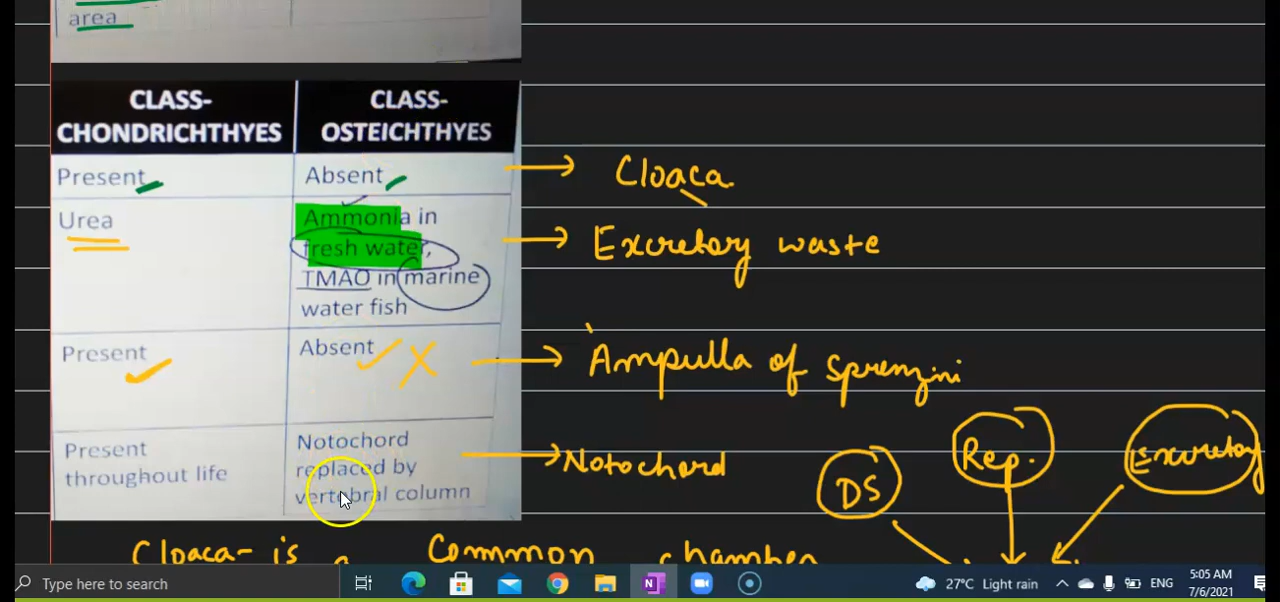 area
CLASS-
CHONDRICHTHYES
CLASS-
OSTEICHTHYES
Present
Absent
Cloaca
Urea
Ammonia in
fresh water,
TMAO in marine
water fish
Excretory waste
Present
Absent
X
Ampulla of Sprenzini
Present
throughout life
Notochord
replaced by
vertebral column
Notochord
DS
Rep.
Excretory
Cloaca- is a Common chamber
Type here to search
27°C Light rain
ENG
5:05 AM
7/6/2021